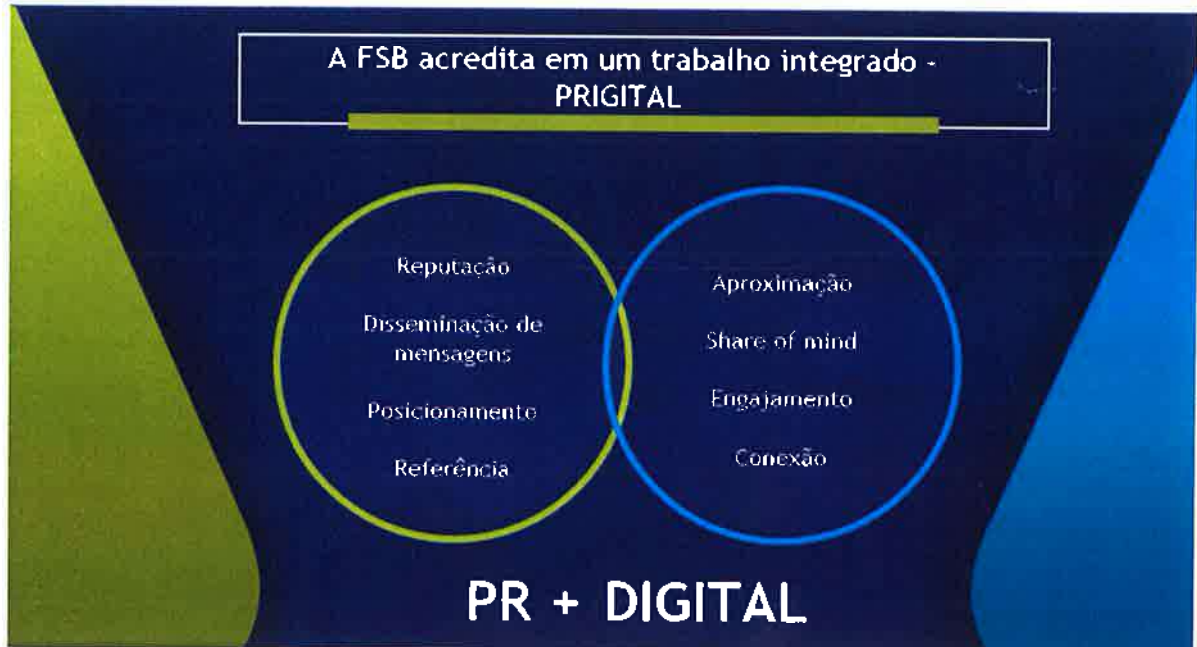 A FSB acredita em um trabalho integrado -
PRIGITAL
Reputação
Disseminação de
mensagens
Posicionamento
Referência
Aproximação
Share of mind
Engajamento
Conexão
PR + DIGITAL